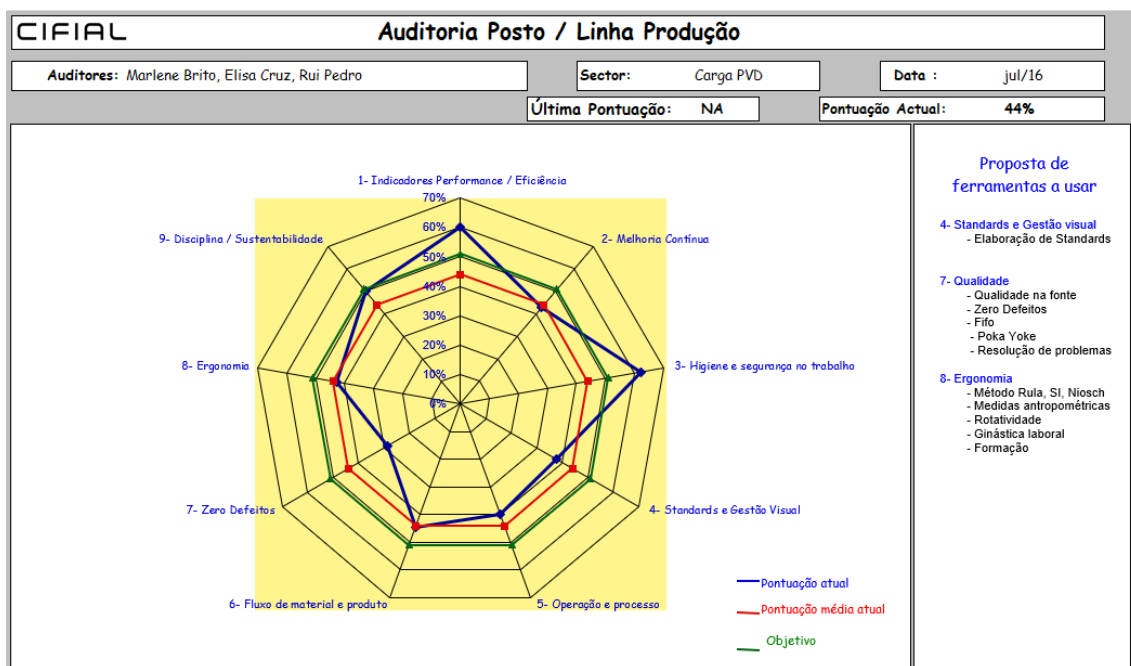 CIFIAL
Auditoria Posto / Linha Produção
Auditores: Marlene Brito, Elisa Cruz, Rui Pedro
Sector: Carga PVD
Data : jul/16
Última Pontuação: NA
Pontuação Actual: 44%
1- Indicadores Performance / Eficiência
70%
60%
50%
40%
30%
20%
10%
0%
2- Melhoria Contínua
3- Higiene e segurança no trabalho
4- Standards e Gestão Visual
5- Operação e processo
6- Fluxo de material e produto
7- Zero Defeitos
8- Ergonomia
9- Disciplina / Sustentabilidade
Pontuação atual
Pontuação média atual
Objetivo
Proposta de
ferramentas a usar
4- Standards e Gestão visual
- Elaboração de Standards
7- Qualidade
- Qualidade na fonte
- Zero Defeitos
- Fifo
- Poka Yoke
- Resolução de problemas
8- Ergonomia
- Método Rula, SI, Niosch
- Medidas antropométricas
- Rotatividade
- Ginástica laboral
- Formação